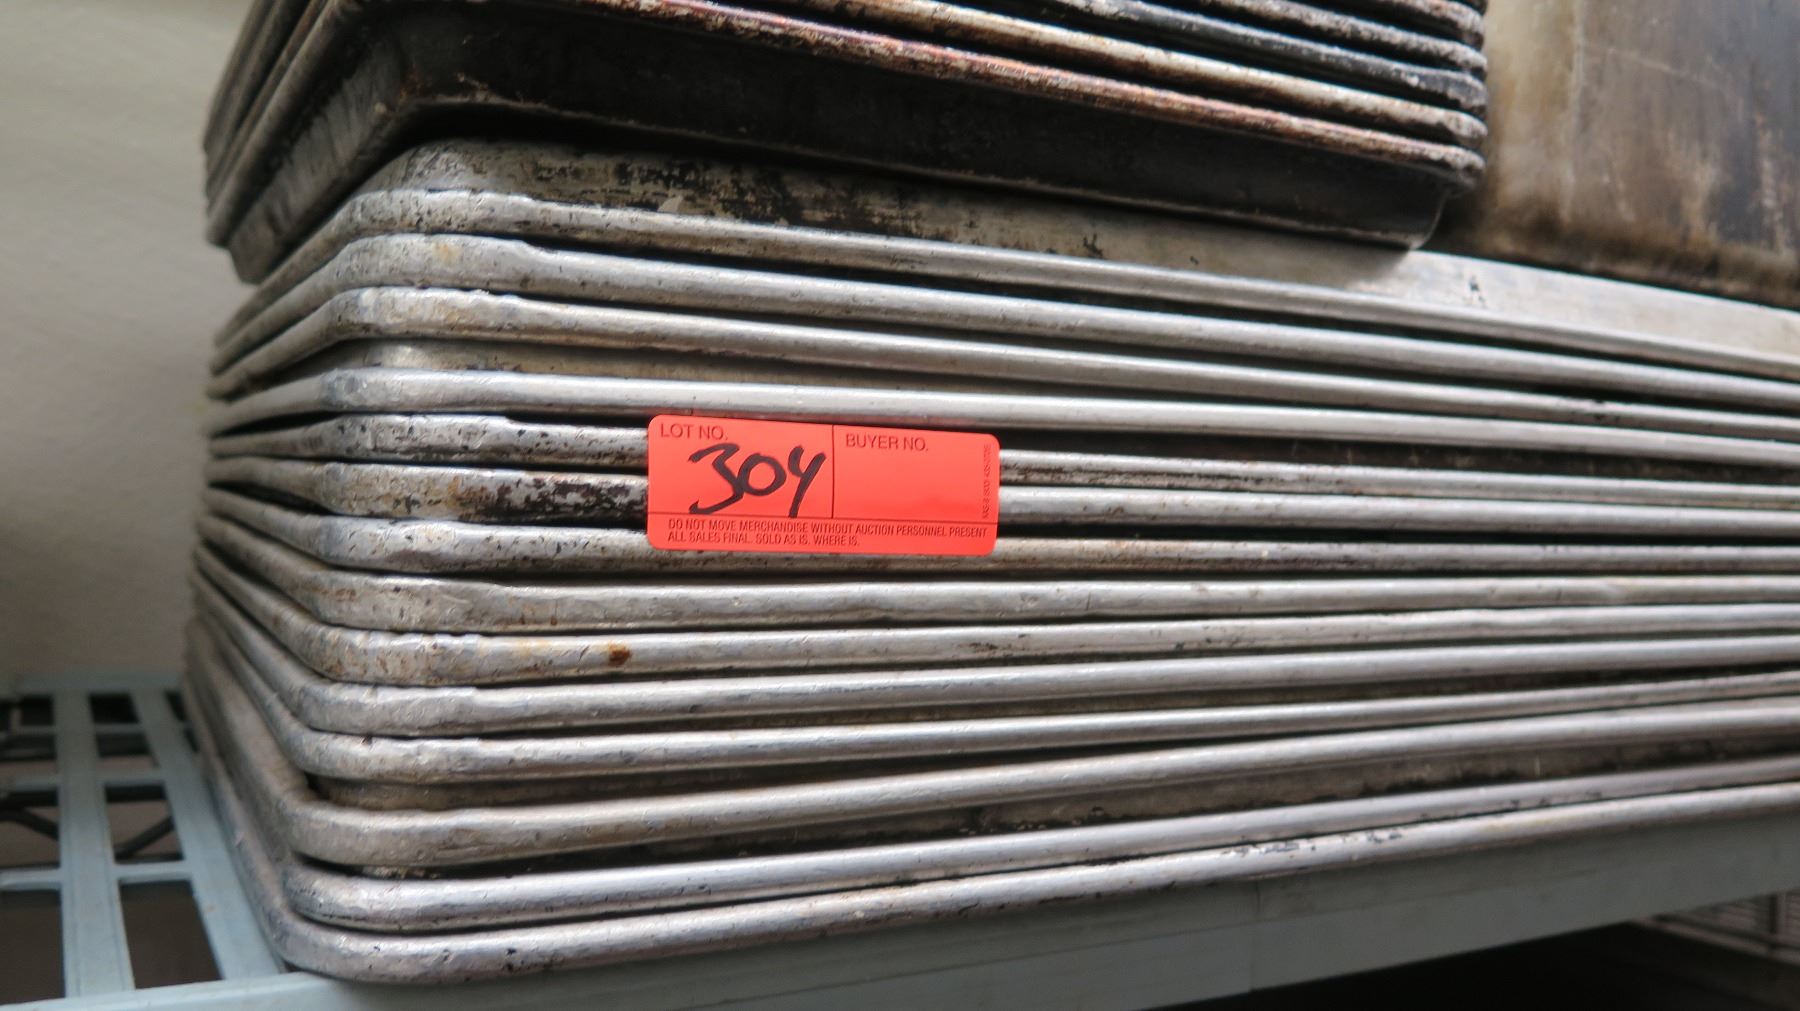 LOT NO.
BUYER NO.
304
DO NOT MOVE MERCHANDISE WITHOUT AUCTION PERSONNEL PRESENT
ALL SALES FINAL. SOLD AS IS. WHERE IS.